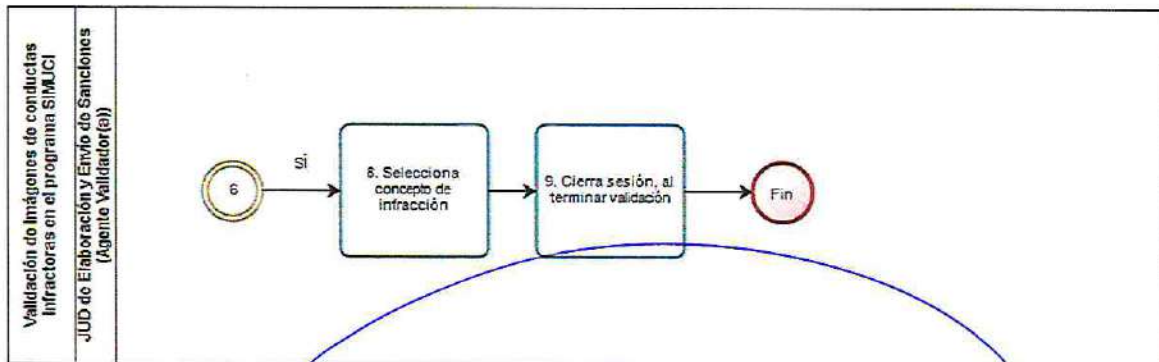 Validación de Imágenes de conductas
Infractoras en el programa SIMUCI
JUD de Elaboración y Envío de Sanciones
(Agente Validador(a))
6
si
8. Selecciona
concepto de
infracción
9. Cierra sesión, al
terminar validación
Fin